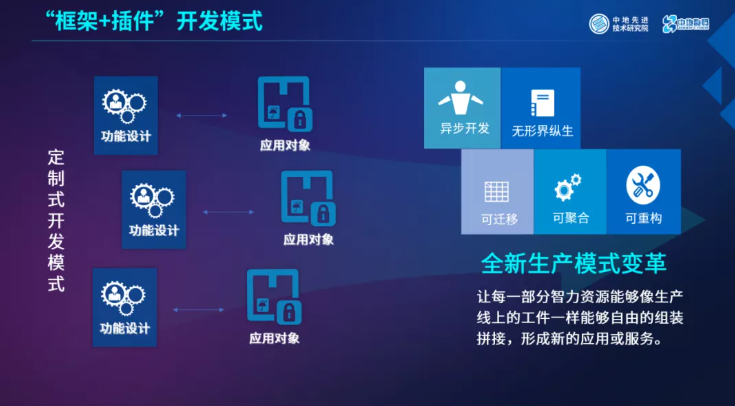 “框架+插件”开发模式
中地先进
技术研究院
中地数码
定制式开发模式
功能设计
应用对象
功能设计
应用对象
功能设计
应用对象
异步开发
无形界纵生
可迁移
可聚合
可重构
全新生产模式变革
让每一部分智力资源能够像生产
线上的工件一样能够自由的组装
拼接，形成新的应用或服务。